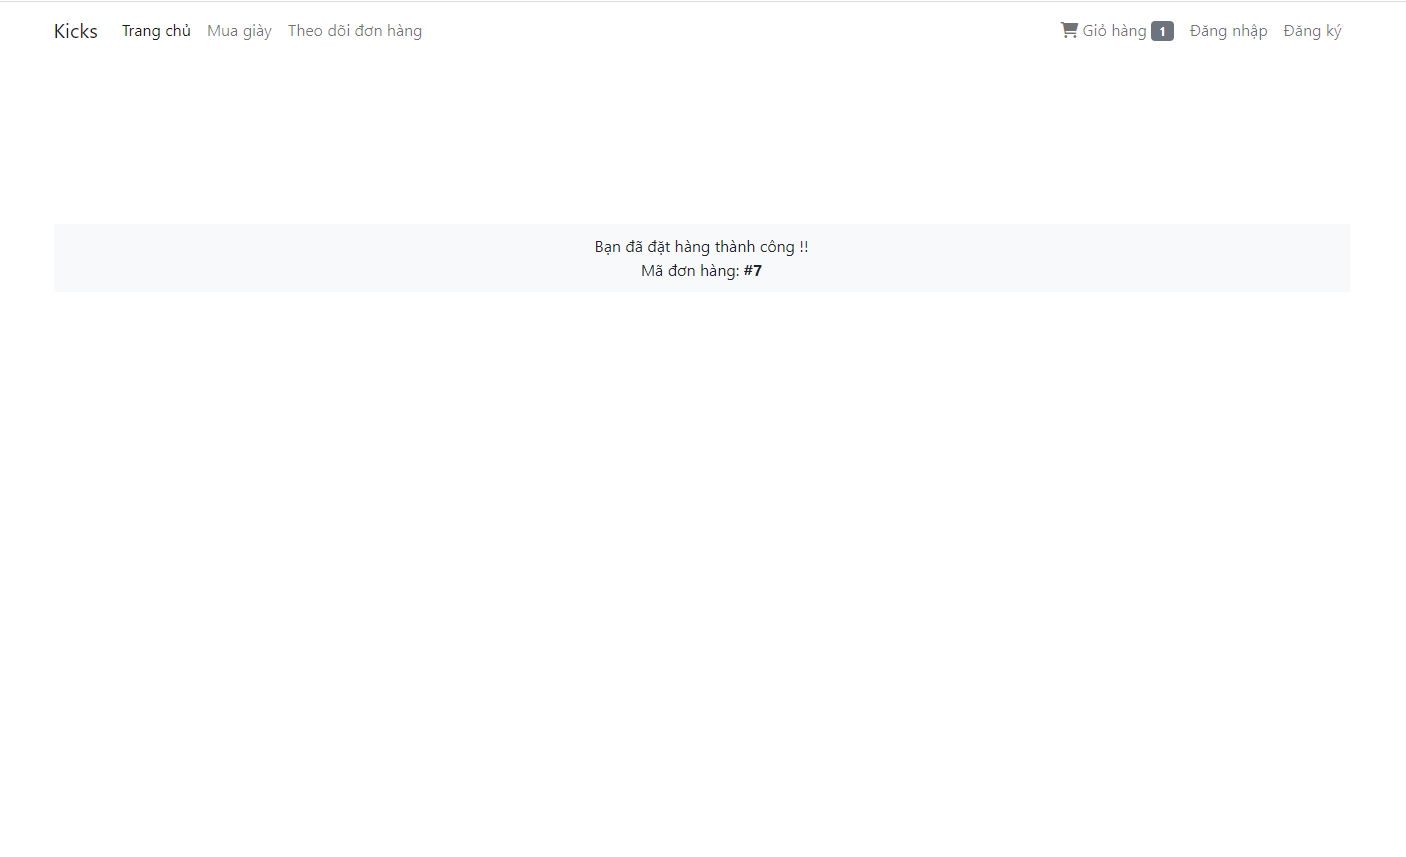 Kicks Trang chủ Mua giày Theo dõi đơn hàng Giỏ hàng 1 Đăng nhập Đăng ký
Bạn đã đặt hàng thành công !!
Mã đơn hàng: #7